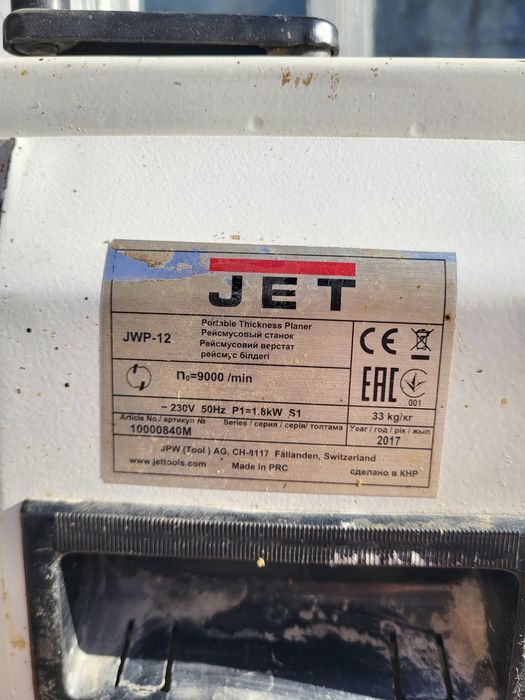 JET
JWP-12
Portable Thickness Planer
Рейсмусовый станок
Рейсмусовий верстат
рейсмус білдегі
CE
n₀=9000 /min
EAC
001
~ 230V 50Hz P1=1.8kW S1
33 kg/кг
Article No./ артикул №
10000840M
Series / серия / серія/ топтама
Year / год / рік / жыл
2017
JPW (Tool) AG, CH-8117 Fällanden, Switzerland
www.jettools.com Made in PRC
сделано в КНР